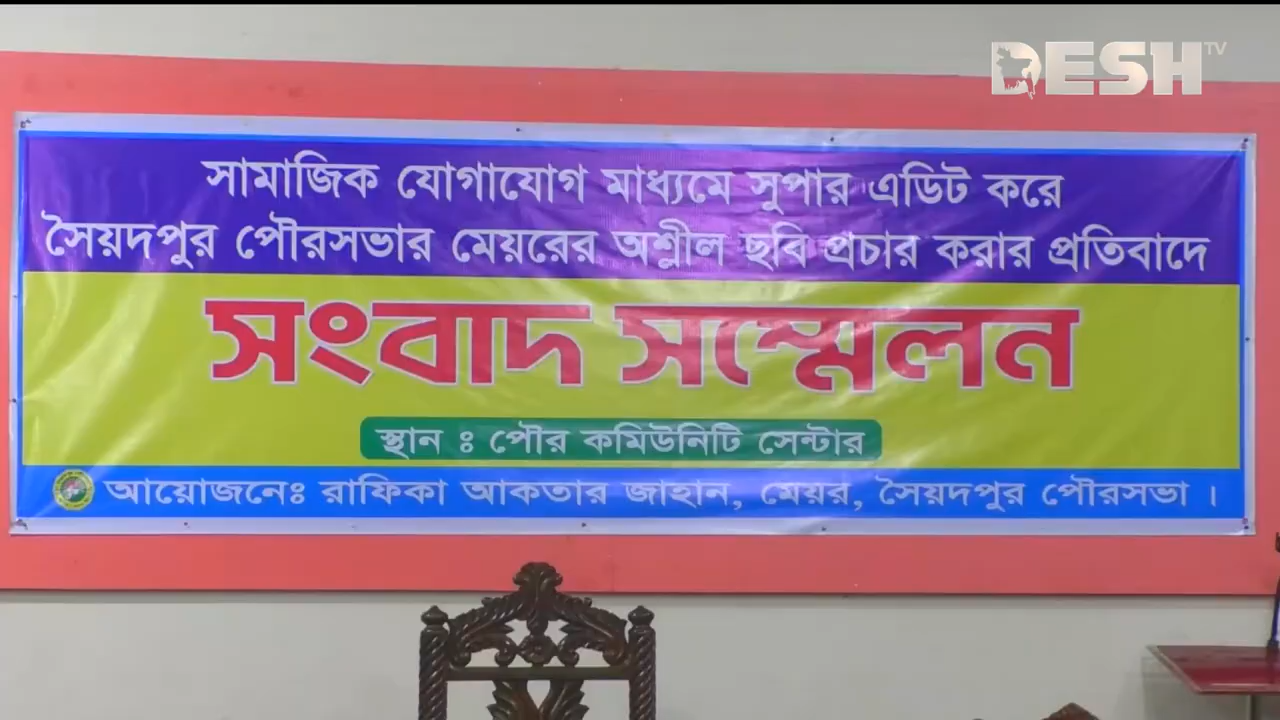 DESH TV
সামাজিক যোগাযোগ মাধ্যমে সুপার এডিট করে
সৈয়দপুর পৌরসভার মেয়রের অশ্লীল ছবি প্রচার করার প্রতিবাদে
সংবাদ সম্মেলন
স্থান ঃ পৌর কমিউনিটি সেন্টার
আয়োজনেঃ রাফিকা আকতার জাহান, মেয়র, সৈয়দপুর পৌরসভা ।